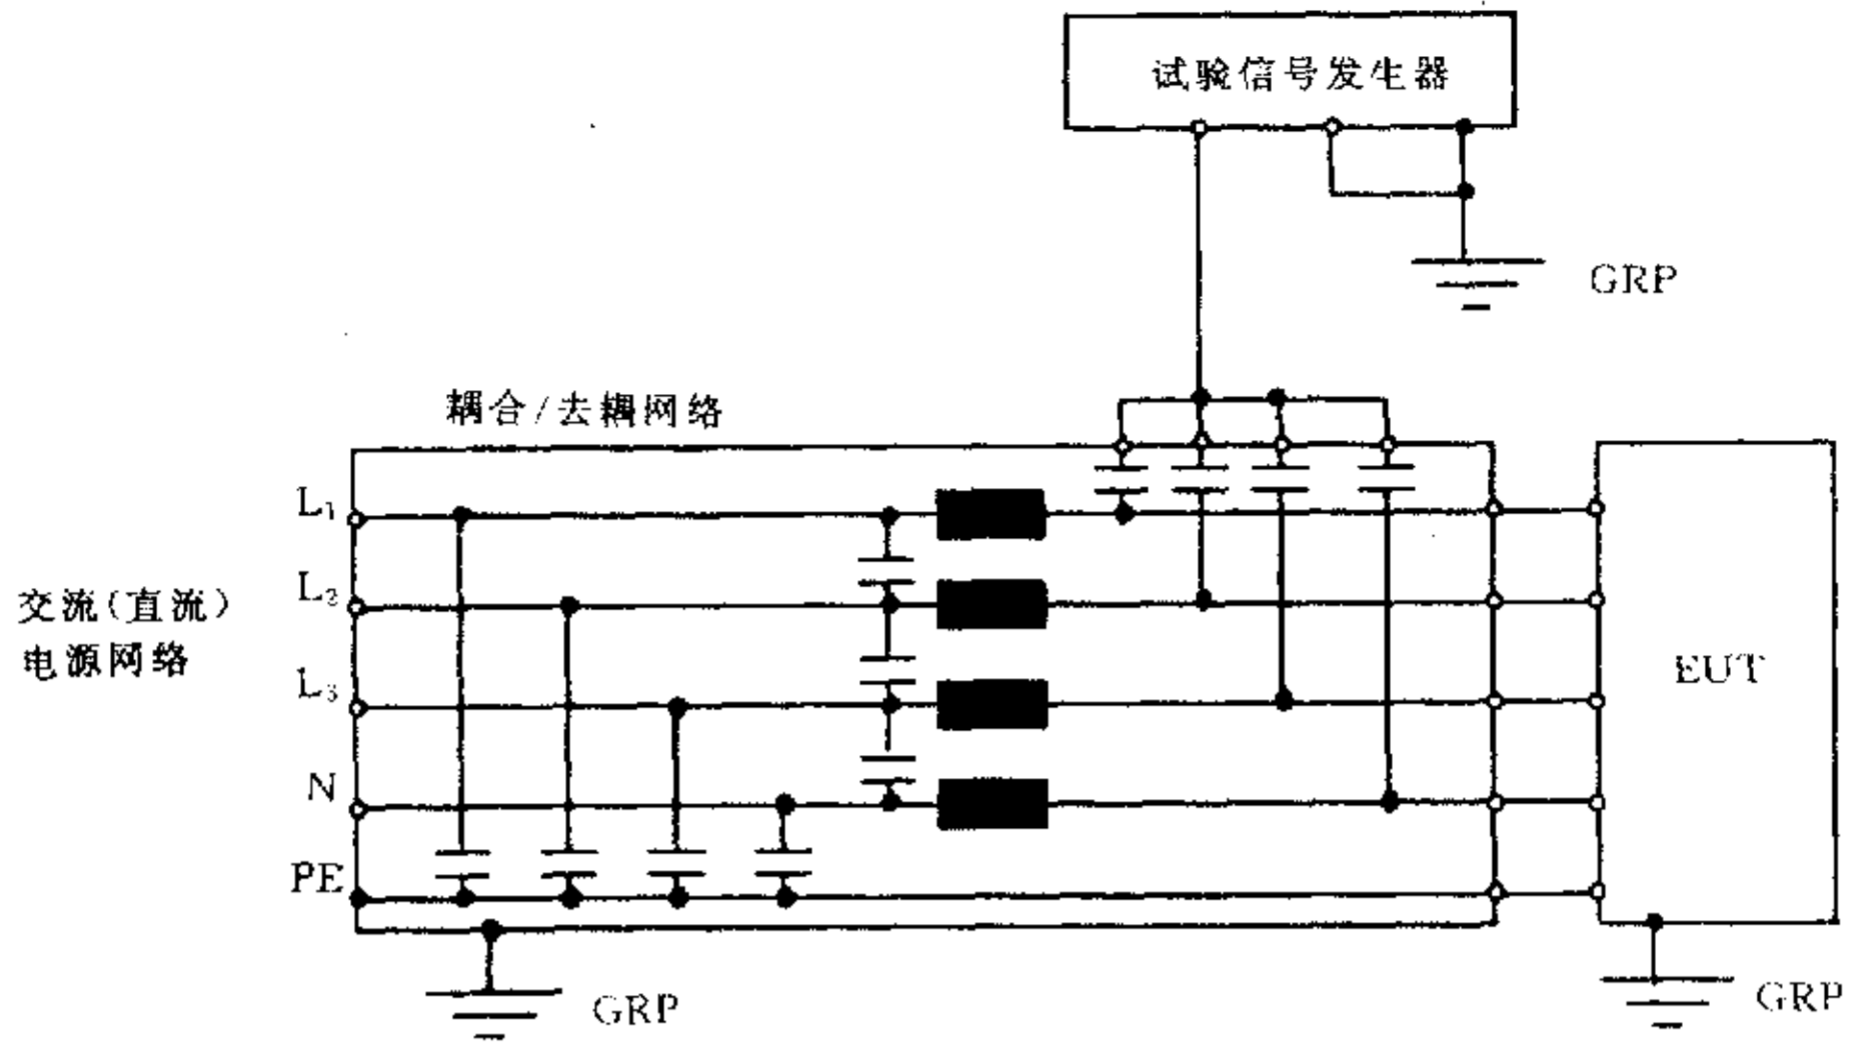 试验信号发生器
GRP
耦合/去耦网络
L₁
L₂
交流(直流)
电源网络
L₃
EUT
N
PE
GRP
GRP